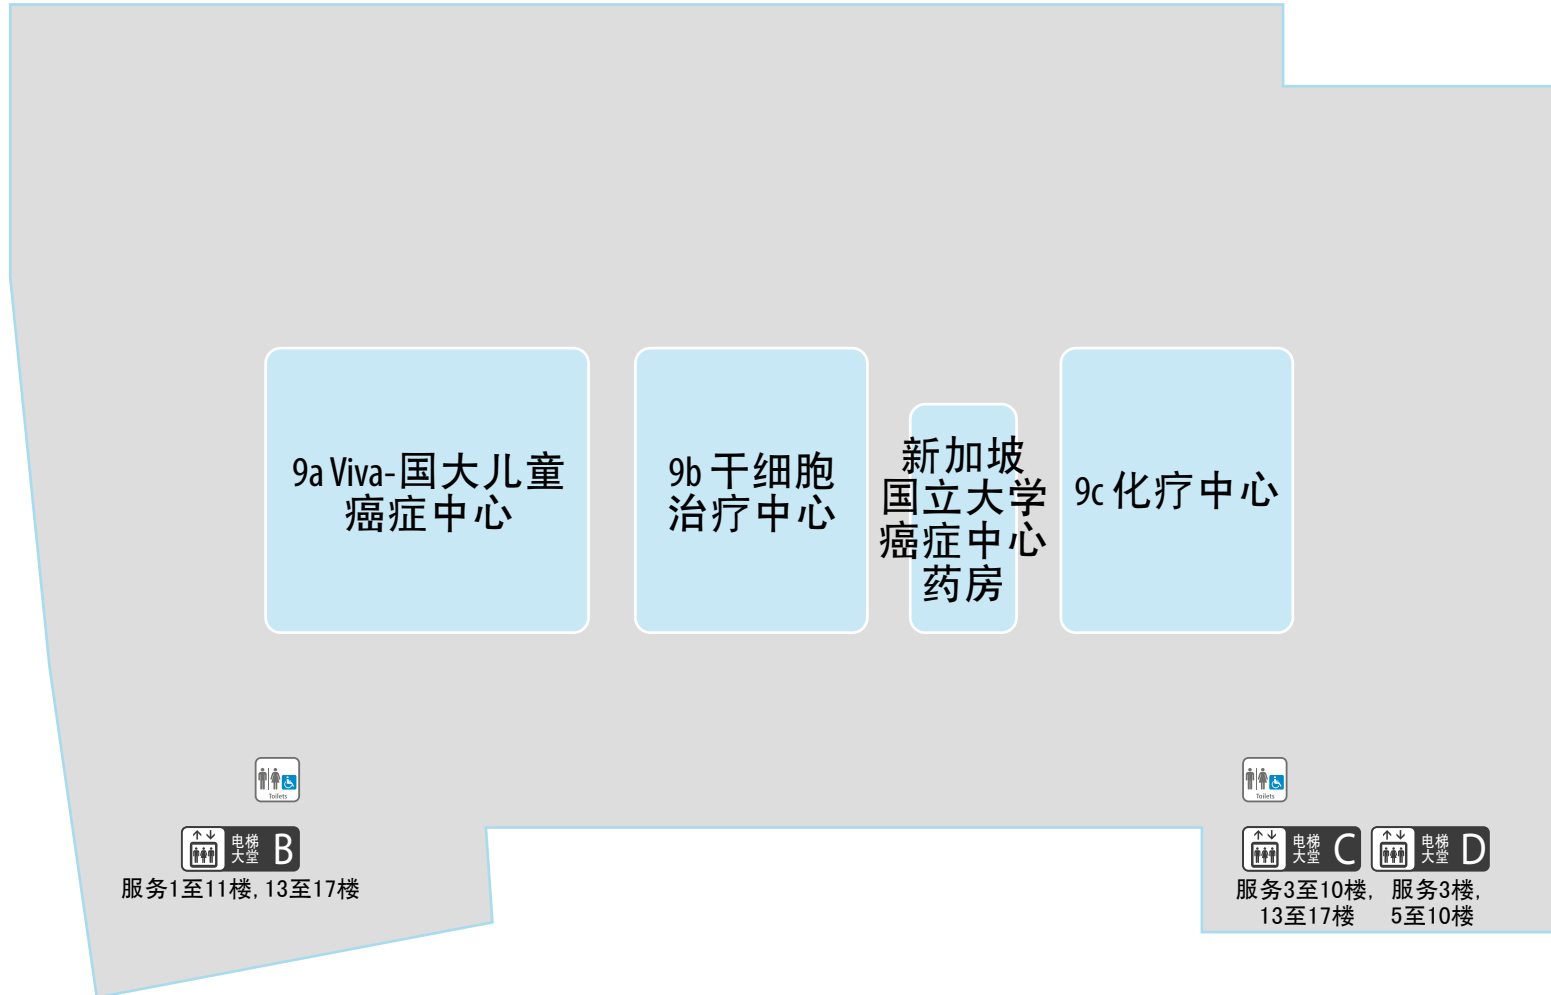 9a Viva-国大儿童
癌症中心
9b 干细胞
治疗中心
新加坡
国立大学
癌症中心
药房
9c 化疗中心
Toilets
电梯
大堂 B
服务1至11楼, 13至17楼
Toilets
电梯
大堂 C
服务3至10楼,
13至17楼
电梯
大堂 D
服务3楼,
5至10楼